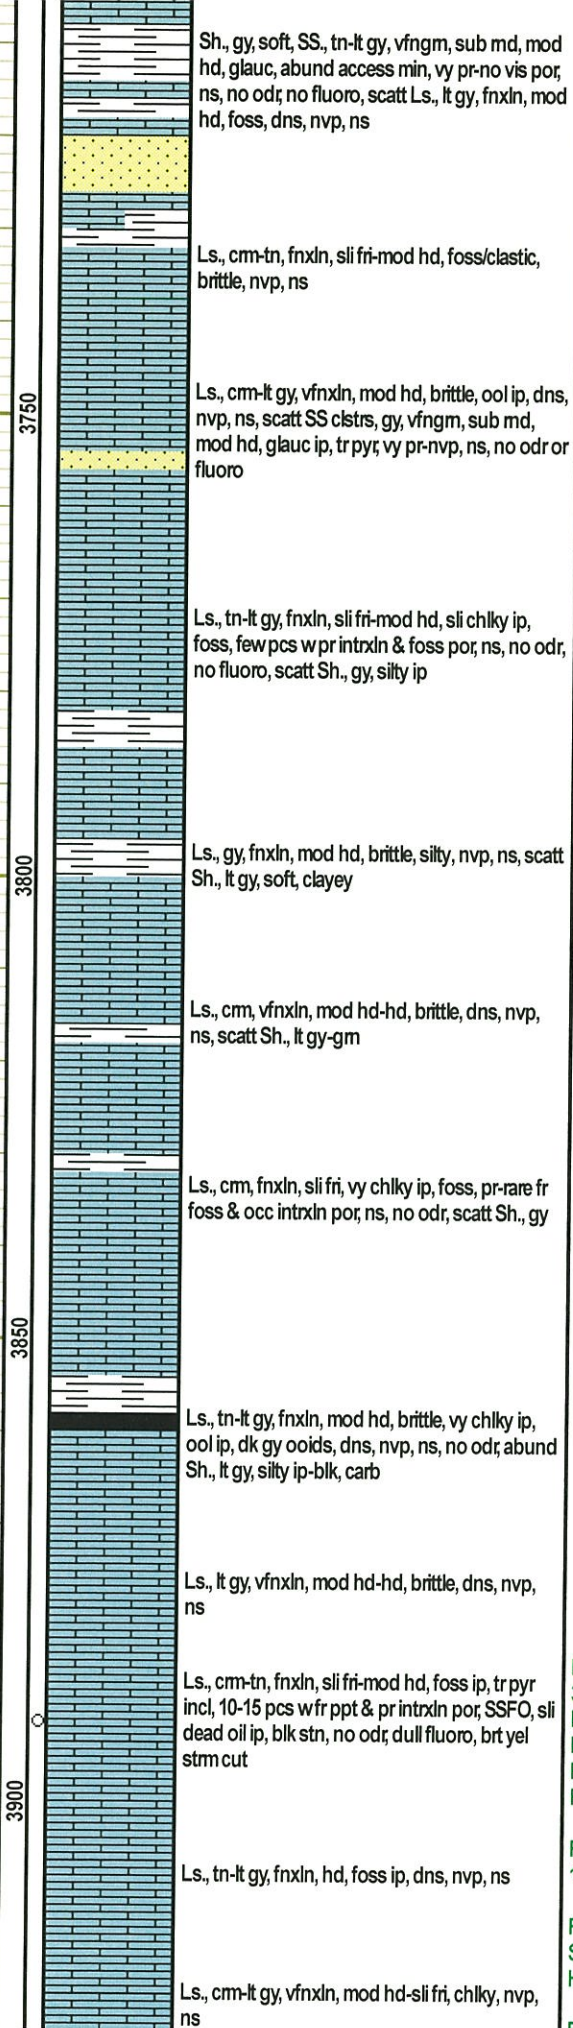 Sh., gy, soft, SS., tn-lt gy, vfngrn, sub rnd, mod
hd, glauc, abund access min, vy pr-no vis por,
ns, no odr, no fluoro, scatt Ls., lt gy, fnxln, mod
hd, foss, dns, nvp, ns
Ls., crm-tn, fnxln, sli fri-mod hd, foss/clastic,
brittle, nvp, ns
3750
Ls., crm-lt gy, vfnxln, mod hd, brittle, ool ip, dns,
nvp, ns, scatt SS clstrs, gy, vfngrn, sub rnd,
mod hd, glauc ip, tr pyr, vy pr-nvp, ns, no odr or
fluoro
Ls., tn-lt gy, fnxln, sli fri-mod hd, sli chlky ip,
foss, few pcs w pr intrxln & foss por, ns, no odr,
no fluoro, scatt Sh., gy, silty ip
3800
Ls., gy, fnxln, mod hd, brittle, silty, nvp, ns, scatt
Sh., lt gy, soft, clayey
Ls., crm, vfnxln, mod hd-hd, brittle, dns, nvp,
ns, scatt Sh., lt gy-grn
Ls., crm, fnxln, sli fri, vy chlky ip, foss, pr-rare fr
foss & occ intrxln por, ns, no odr, scatt Sh., gy
3850
Ls., tn-lt gy, fnxln, mod hd, brittle, vy chlky ip,
ool ip, dk gy ooids, dns, nvp, ns, no odr, abund
Sh., lt gy, silty ip-blk, carb
Ls., lt gy, vfnxln, mod hd-hd, brittle, dns, nvp,
ns
Ls., crm-tn, fnxln, sli fri-mod hd, foss ip, tr pyr
incl, 10-15 pcs w fr ppt & pr intrxln por, SSFO, sli
dead oil ip, blk stn, no odr, dull fluoro, brt yel
strm cut
3900
Ls., tn-lt gy, fnxln, hd, foss ip, dns, nvp, ns
Ls., crm-lt gy, vfnxln, mod hd-sli fri, chlky, nvp,
ns